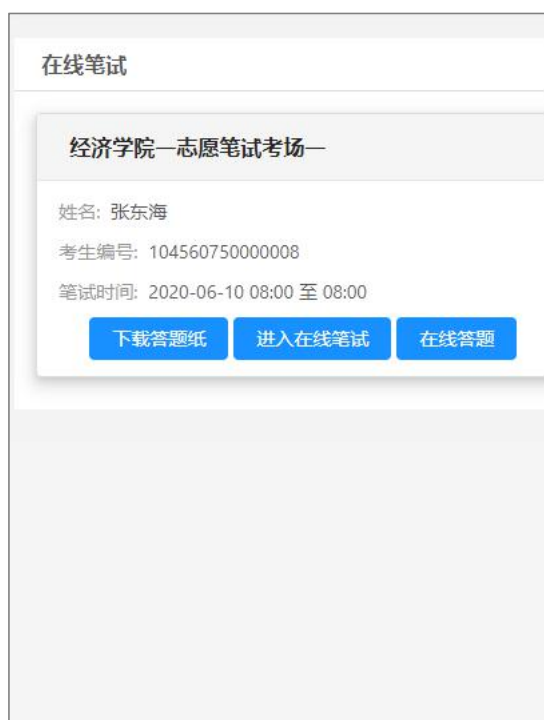 在线笔试
经济学院一志愿笔试考场一
姓名: 张东海
考生编号: 104560750000008
笔试时间: 2020-06-10 08:00 至 08:00
下载答题纸 进入在线笔试 在线答题